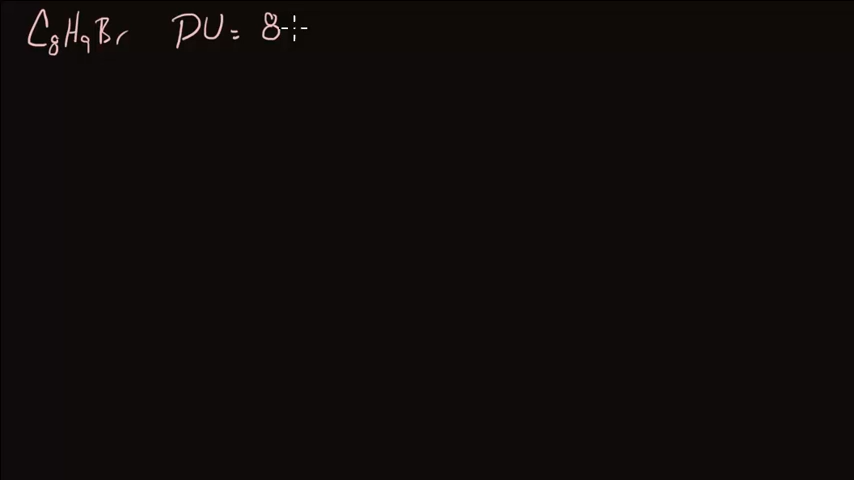 C₈H₉Br DU = 8